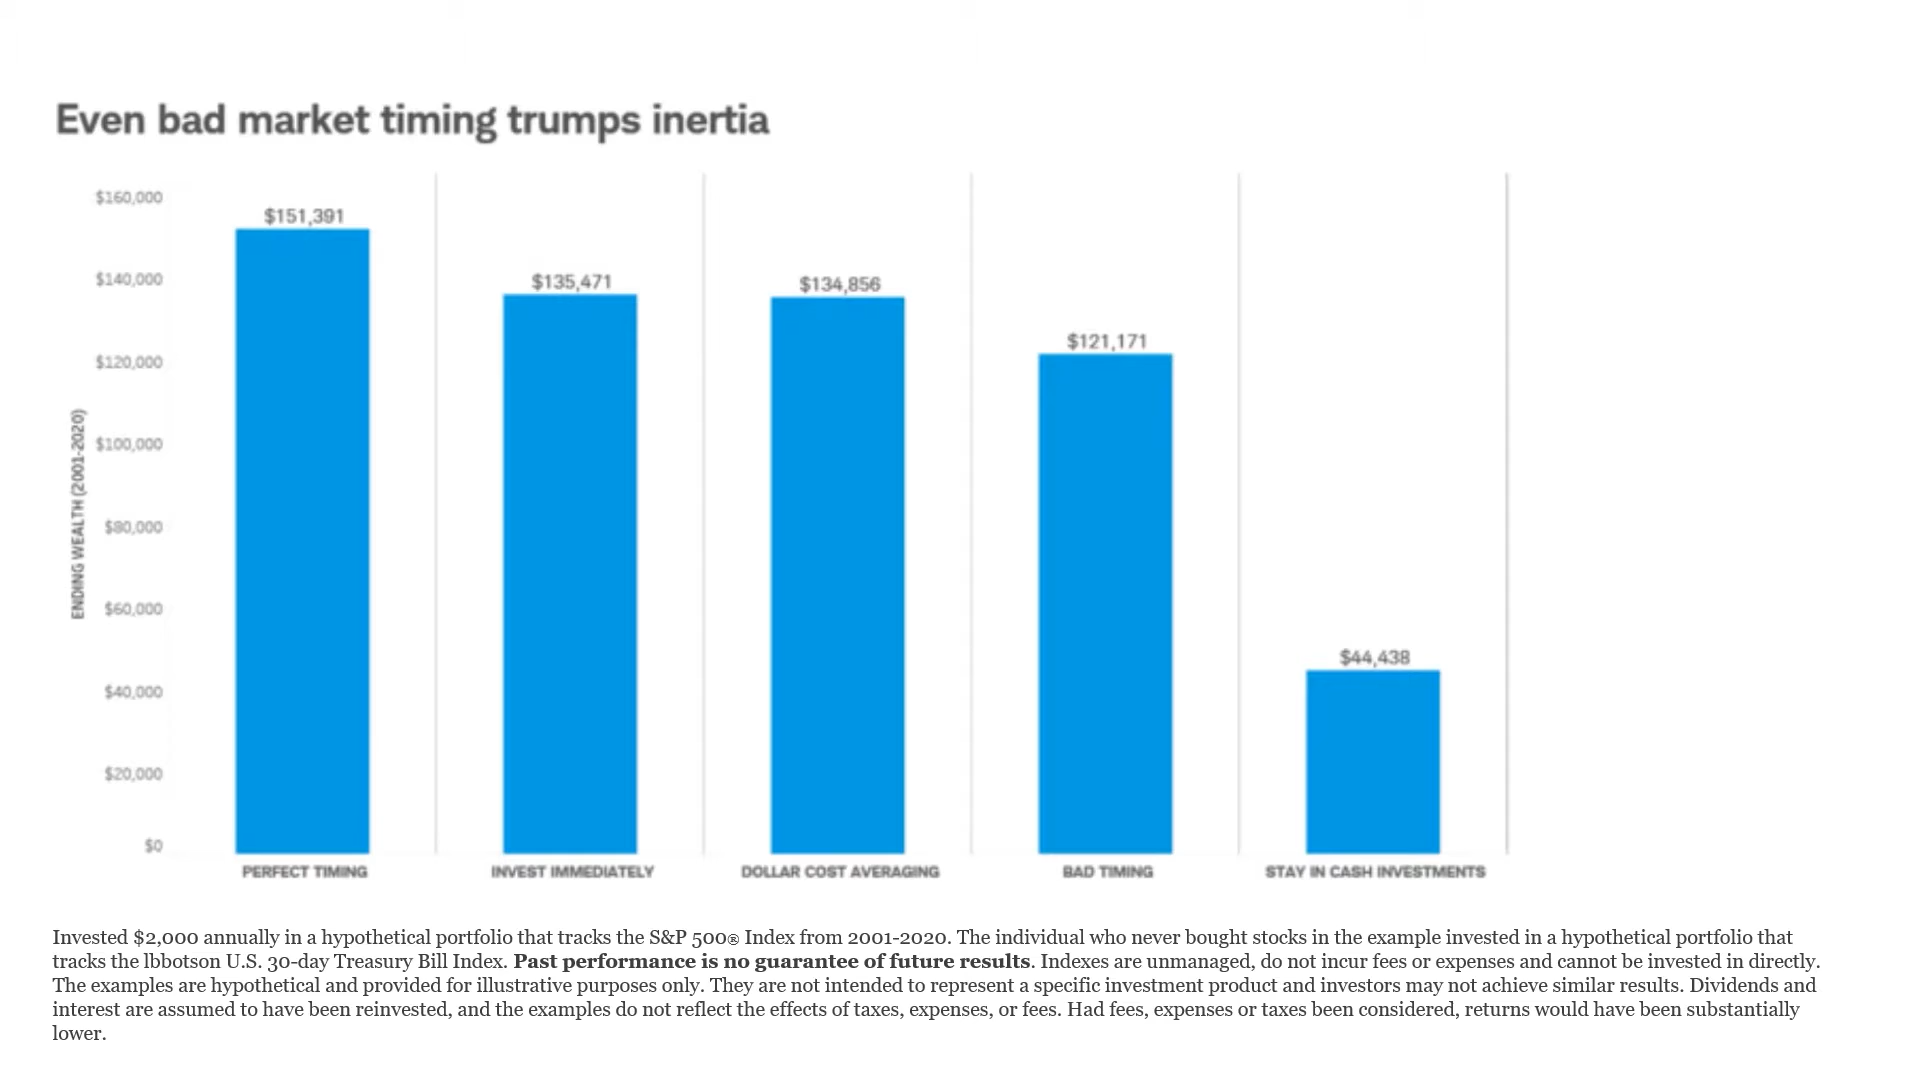 Even bad market timing trumps inertia
$160,000
$140,000
$120,000
$100,000
$80,000
$60,000
$40,000
$20,000
$0
ENDING WEALTH (2001-2020)
$151,391
$135,471
$134,856
$121,171
$44,438
PERFECT TIMING
INVEST IMMEDIATELY
DOLLAR COST AVERAGING
BAD TIMING
STAY IN CASH INVESTMENTS
Invested $2,000 annually in a hypothetical portfolio that tracks the S&P 500® Index from 2001-2020. The individual who never bought stocks in the example invested in a hypothetical portfolio that
tracks the lbbotson U.S. 30-day Treasury Bill Index. Past performance is no guarantee of future results. Indexes are unmanaged, do not incur fees or expenses and cannot be invested in directly.
The examples are hypothetical and provided for illustrative purposes only. They are not intended to represent a specific investment product and investors may not achieve similar results. Dividends and
interest are assumed to have been reinvested, and the examples do not reflect the effects of taxes, expenses, or fees. Had fees, expenses or taxes been considered, returns would have been substantially
lower.